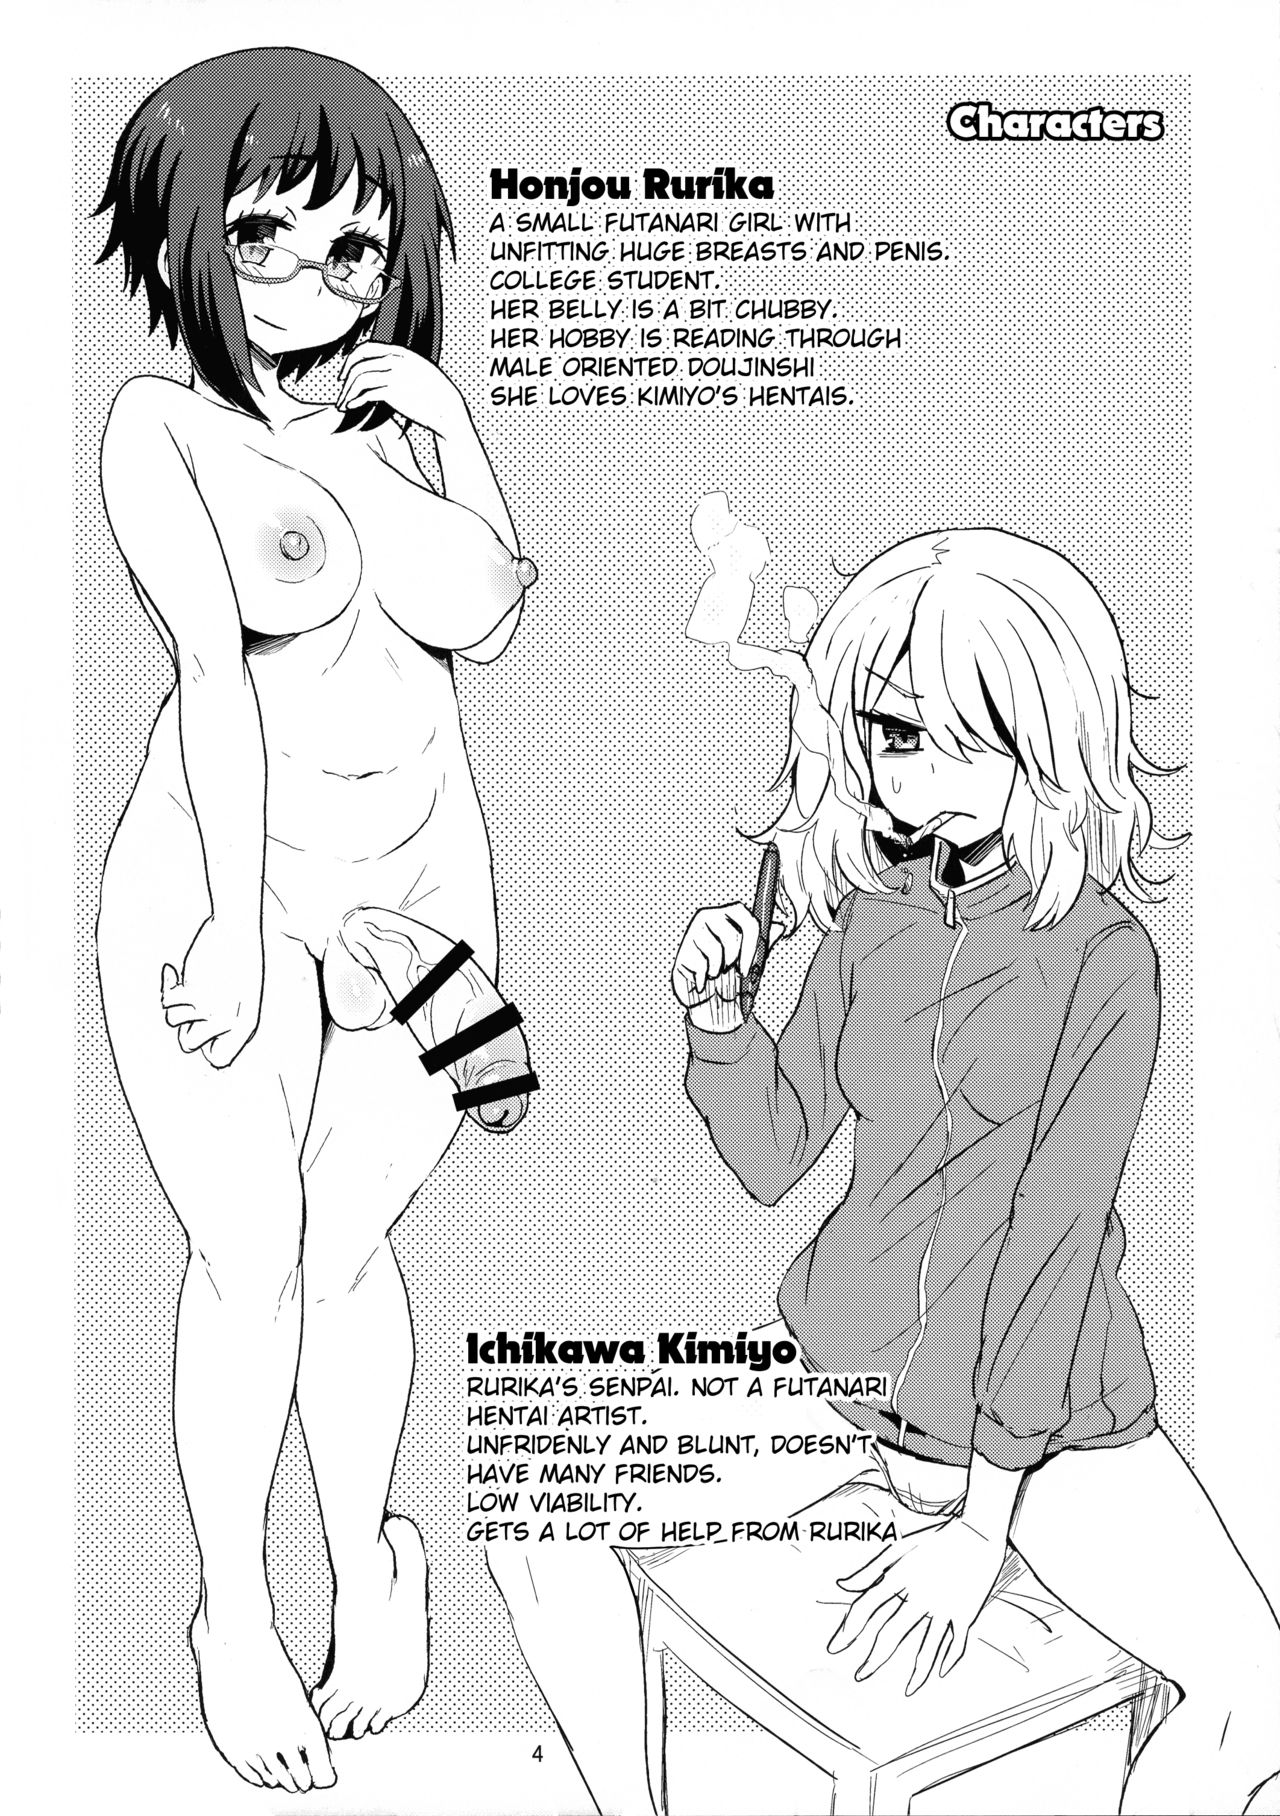 Characters
Honjou Rurika
A SMALL FUTANARI GIRL WITH
UNFITTING HUGE BREASTS AND PENIS.
COLLEGE STUDENT.
HER BELLY IS A BIT CHUBBY.
HER HOBBY IS READING THROUGH
MALE ORIENTED DOUJINSHI
SHE LOVES KIMIYO'S HENTAIS.
Ichikawa Kimiyo
RURIKA'S SENPAI. NOT A FUTANARI
HENTAI ARTIST.
UNFRIDENLY AND BLUNT, DOESN'T
HAVE MANY FRIENDS.
LOW VIABILITY.
GETS A LOT OF HELP FROM RURIKA
4